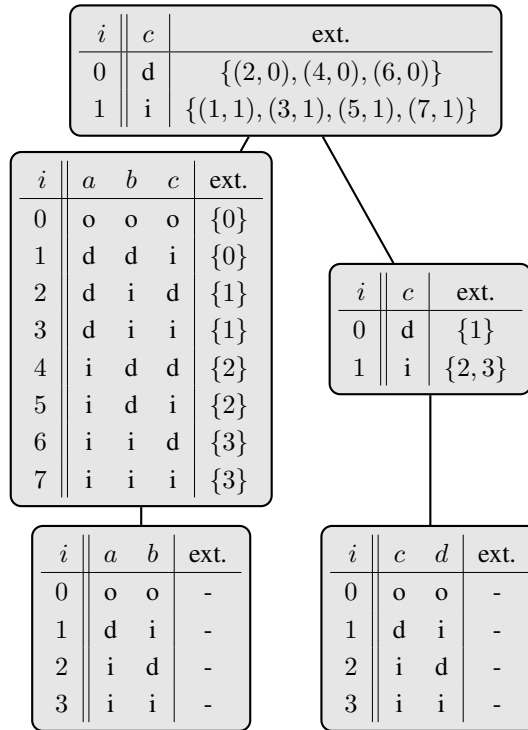 i c ext.
0 d {(2, 0), (4, 0), (6, 0)}
1 i {(1, 1), (3, 1), (5, 1), (7, 1)}
i a b c ext.
0 o o o {0}
1 d d i {0}
2 d i d {1}
3 d i i {1}
4 i d d {2}
5 i d i {2}
6 i i d {3}
7 i i i {3}
i c ext.
0 d {1}
1 i {2, 3}
i a b ext.
0 o o -
1 d i -
2 i d -
3 i i -
i c d ext.
0 o o -
1 d i -
2 i d -
3 i i -